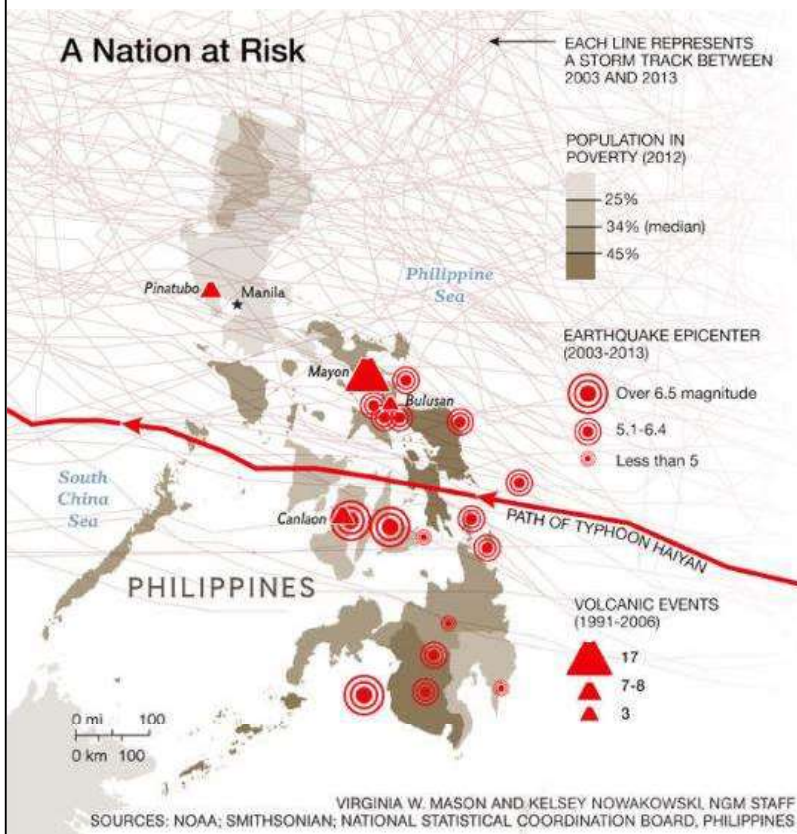 A Nation at Risk
EACH LINE REPRESENTS
A STORM TRACK BETWEEN
2003 AND 2013
POPULATION IN
POVERTY (2012)
25%
34% (median)
45%
Pinatubo
Manila
Philippine
Sea
EARTHQUAKE EPICENTER
(2003-2013)
Over 6.5 magnitude
5.1-6.4
Less than 5
Mayon
Bulusan
South
China
Sea
Canlaon
PATH OF TYPHOON HAIYAN
PHILIPPINES
VOLCANIC EVENTS
(1991-2006)
17
7-8
3
0 mi 100
0 km 100
VIRGINIA W. MASON AND KELSEY NOWAKOWSKI, NGM STAFF
SOURCES: NOAA; SMITHSONIAN; NATIONAL STATISTICAL COORDINATION BOARD, PHILIPPINES